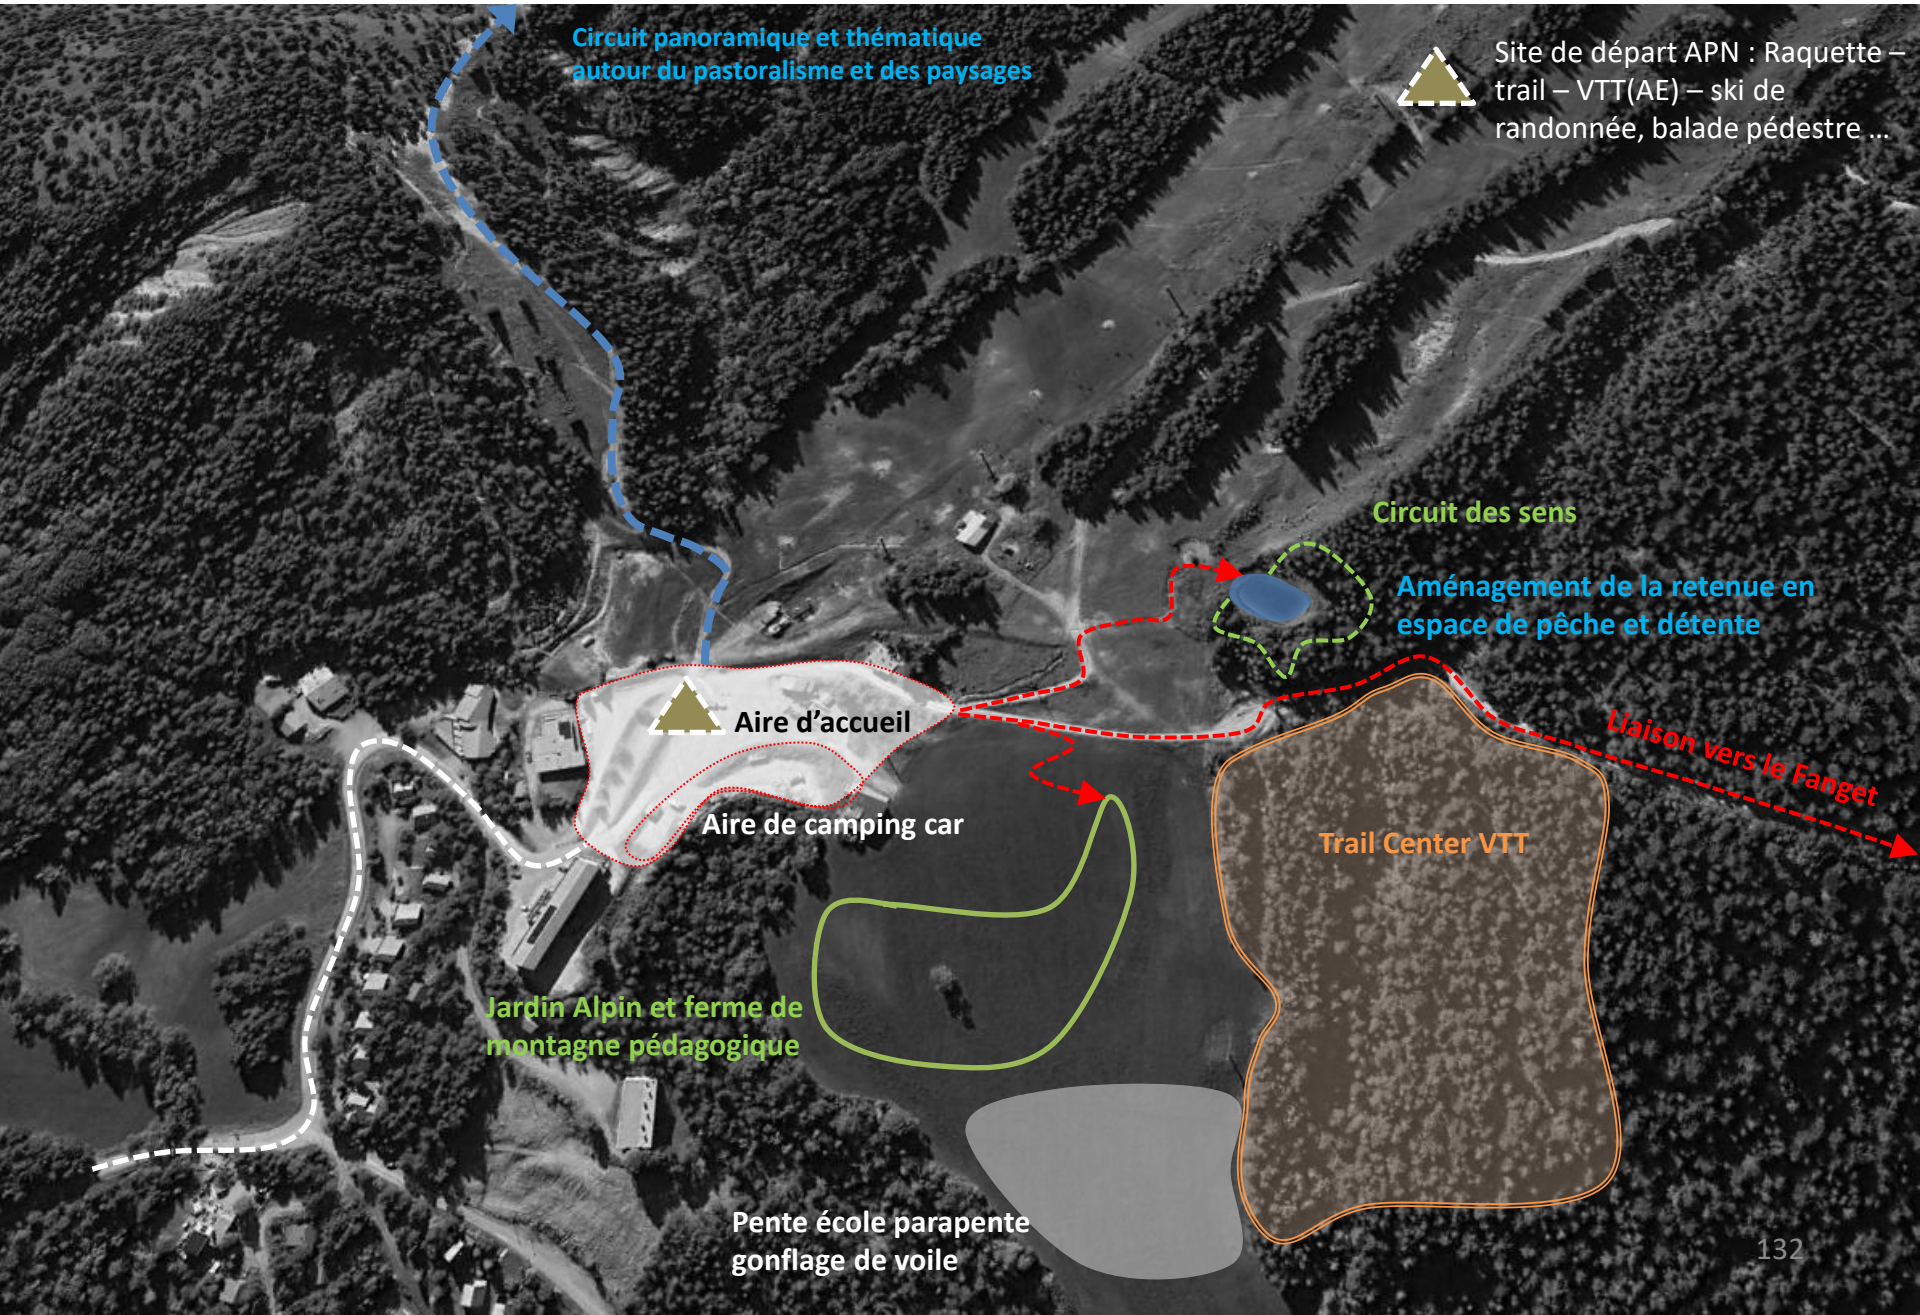 Circuit panoramique et thématique
autour du pastoralisme et des paysages
Site de départ APN : Raquette –
trail – VTT(AE) – ski de
randonnée, balade pédestre ...
Circuit des sens
Aménagement de la retenue en
espace de pêche et détente
Aire d’accueil
Liaison vers le Fanget
Aire de camping car
Trail Center VTT
Jardin Alpin et ferme de
montagne pédagogique
Pente école parapente
gonflage de voile
132